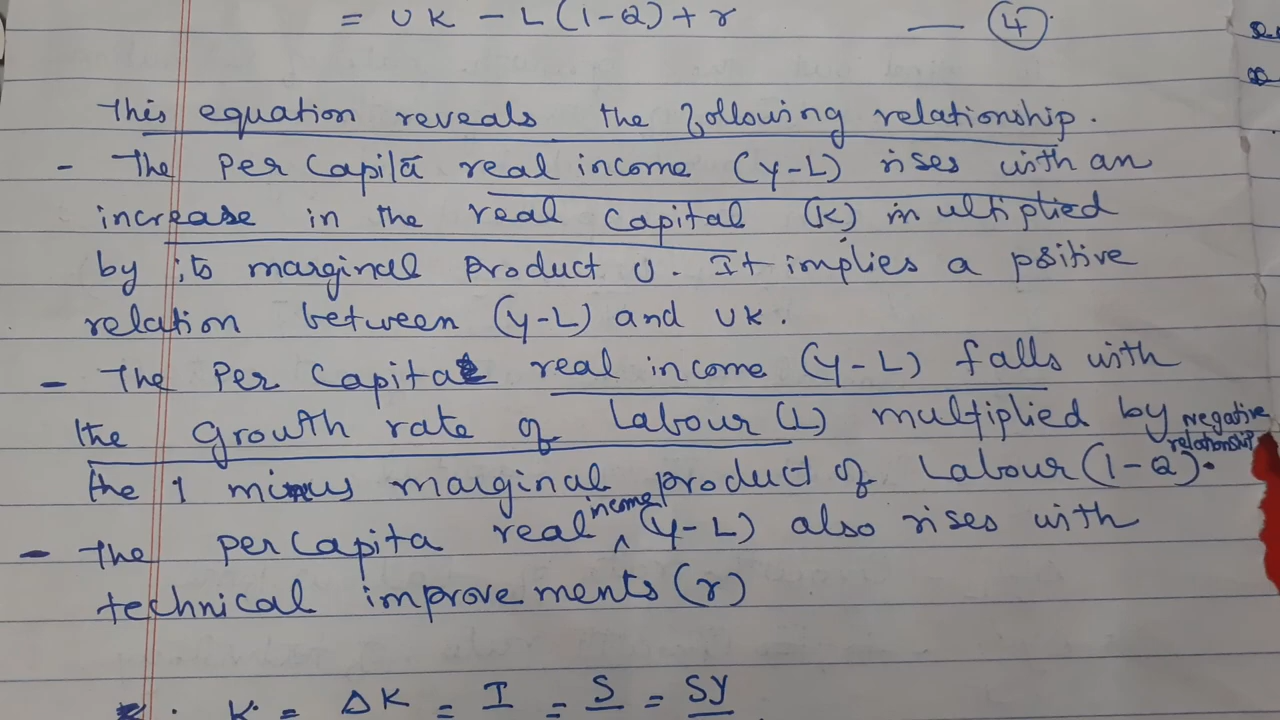 = UK - L(1-Q) + r — ④
This equation reveals the following relationship.
- The Per Capita real income (y-L) rises with an
increase in the real capital (K) multiplied
by its marginal product U. It implies a positive
relation between (y-L) and UK.
- The Per Capita real income (y-L) falls with
the growth rate of Labour (L) multiplied by negative relationship
the 1 minus marginal product of Labour (1-Q).
- The per capita real income (y-L) also rises with
technical improvements (r)
K = ΔK = I = S = SY